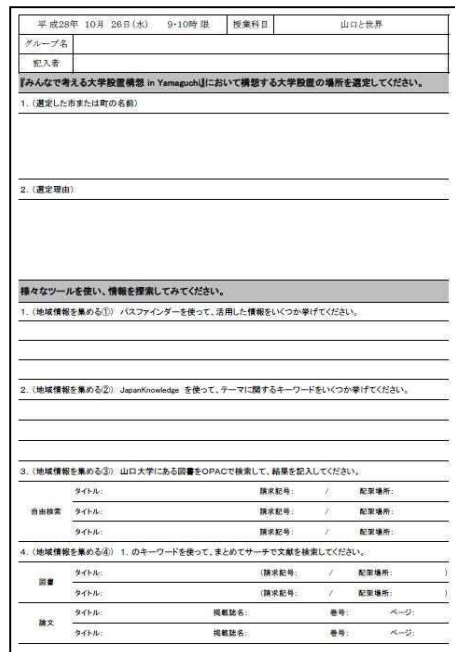 平成28年 10月 26日(水) 9・10時限 授業科目 山口と世界
グループ名
記入者
『みんなで考える大学設置構想 in Yamaguchi』において構想する大学設置の場所を選定してください。
1. (選定した市または町の名前)
2. (選定理由)
様々なツールを使い、情報を探索してみてください。
1. (地域情報を集める①) パスファインダーを使って、活用した情報をいくつか挙げてください。
2. (地域情報を集める②) JapanKnowledge を使って、テーマに関するキーワードをいくつか挙げてください。
3. (地域情報を集める③) 山口大学にある図書をOPACで検索して、結果を記入してください。
タイトル: 請求記号: / 配架場所:
自由検索 タイトル: 請求記号: / 配架場所:
タイトル: 請求記号: / 配架場所:
4. (地域情報を集める④) 1. のキーワードを使って、まとめてサーチで文献を検索してください。
図書 タイトル: (請求記号: / 配架場所: )
タイトル: (請求記号: / 配架場所: )
論文 タイトル: 掲載誌名: 巻号: ページ:
タイトル: 掲載誌名: 巻号: ページ: